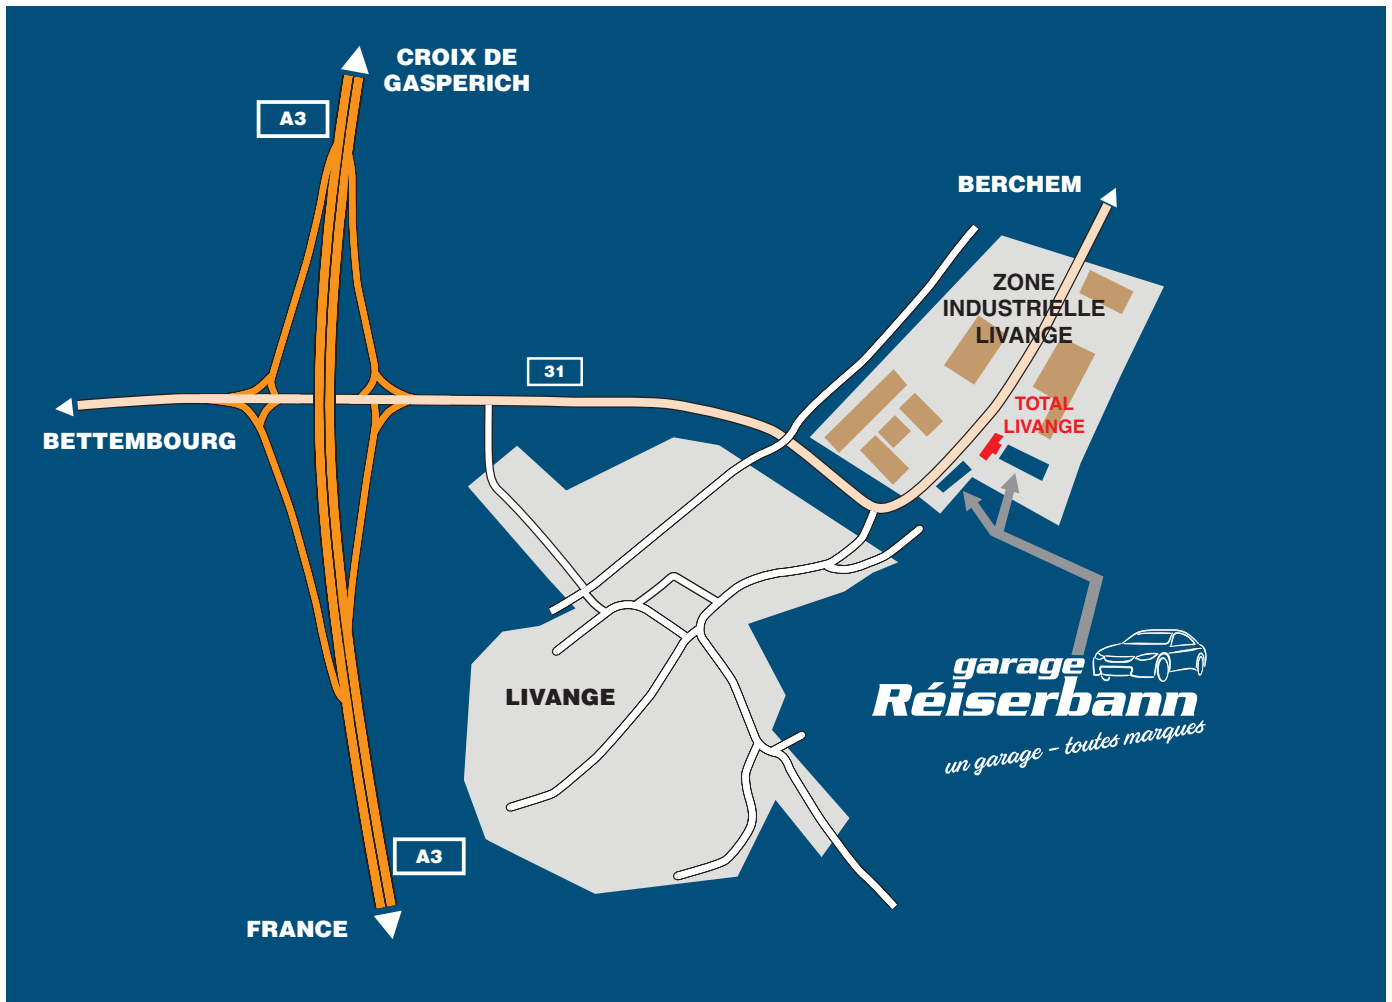 CROIX DE
GASPERICH
A3
BERCHEM
ZONE
INDUSTRIELLE
LIVANGE
31
TOTAL
LIVANGE
BETTEMBOURG
garage
Réiserbann
un garage – toutes marques
LIVANGE
A3
FRANCE